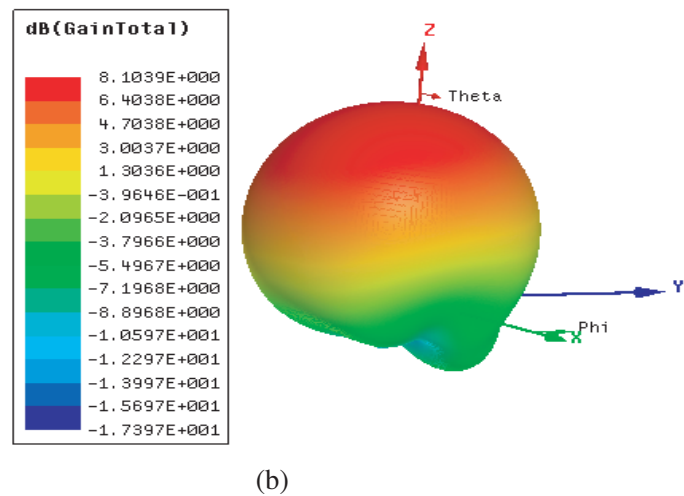 dB(GainTotal)
8.1039E+000
6.4038E+000
4.7038E+000
3.0037E+000
1.3036E+000
-3.9646E-001
-2.0965E+000
-3.7966E+000
-5.4967E+000
-7.1968E+000
-8.8968E+000
-1.0597E+001
-1.2297E+001
-1.3997E+001
-1.5697E+001
-1.7397E+001
Z
Theta
Y
Phi
X
(b)